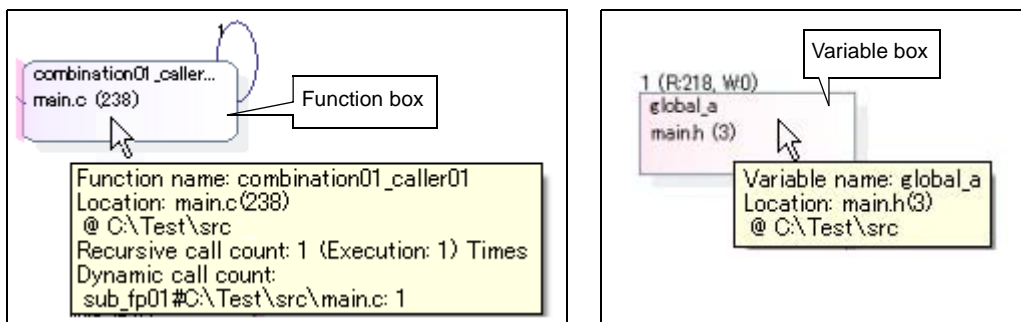 1
combination01_caller...
main.c (238)
Function box
Function name: combination01_caller01
Location: main.c(238)
@ C:\Test\src
Recursive call count: 1 (Execution: 1) Times
Dynamic call count:
sub_fp01#C:\Test\src\main.c: 1
Variable box
1 (R:218, W:0)
global_a
main.h (3)
Variable name: global_a
Location: main.h(3)
@ C:\Test\src